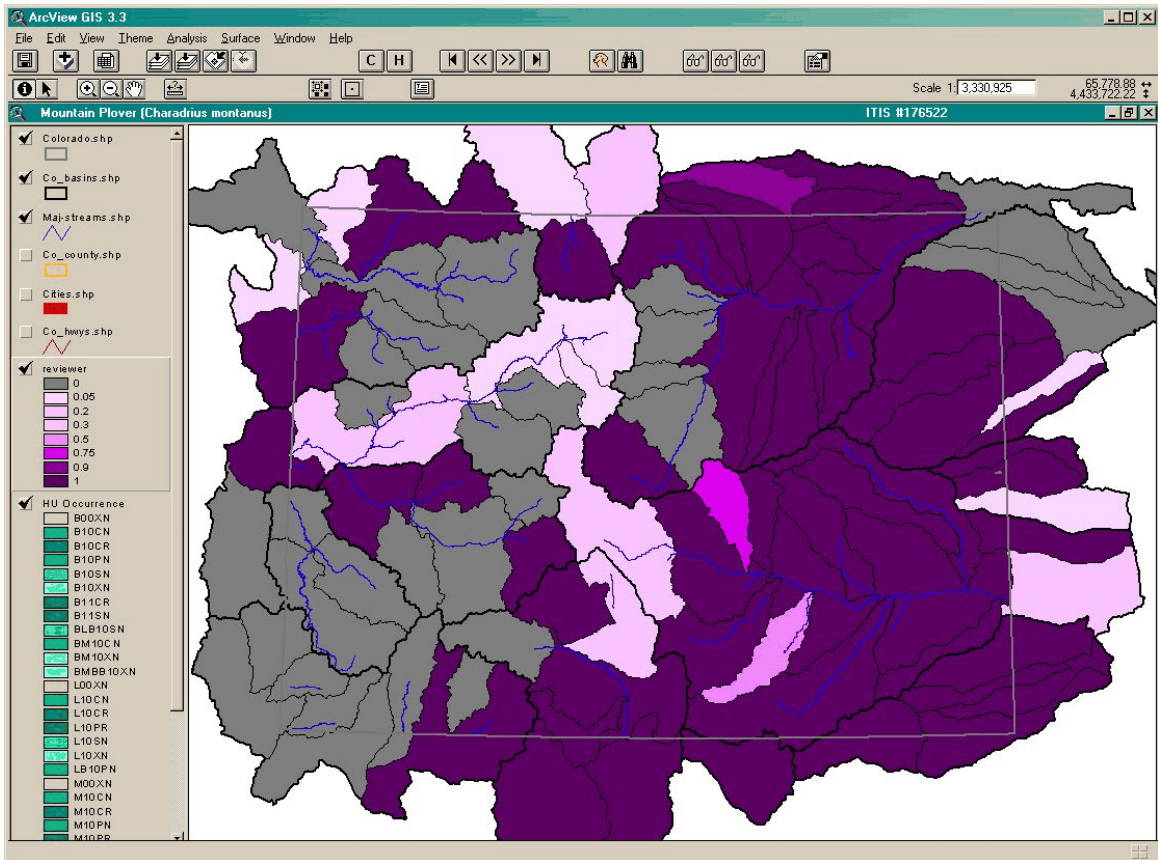 ArcView GIS 3.3
File Edit View Theme Analysis Surface Window Help
C H
Scale 1: 3,330,925
65,778.88
4,433,722.22
Mountain Plover (Charadrius montanus) ITIS #176522
Colorado.shp
Co_basins.shp
Maj-streams.shp
Co_county.shp
Cities.shp
Co_hwys.shp
reviewer
0
0.05
0.2
0.3
0.5
0.75
0.9
1
HU Occurrence
B00XN
B10CN
B10CR
B10PN
B10SN
B10XN
B11CR
B11SN
BLB10SN
BM10CN
BM10XN
BMBB10XN
L00XN
L10CN
L10CR
L10PR
L10SN
L10XN
LB10PN
M00XN
M10CN
M10CR
M10PN
M10PR